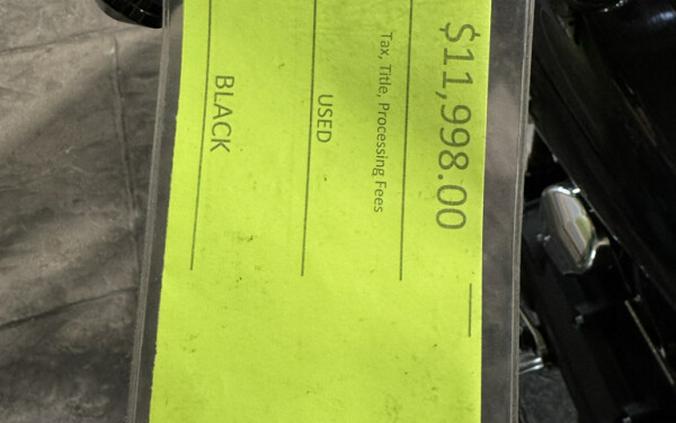 $11,998.00
Tax, Title, Processing Fees
USED
BLACK